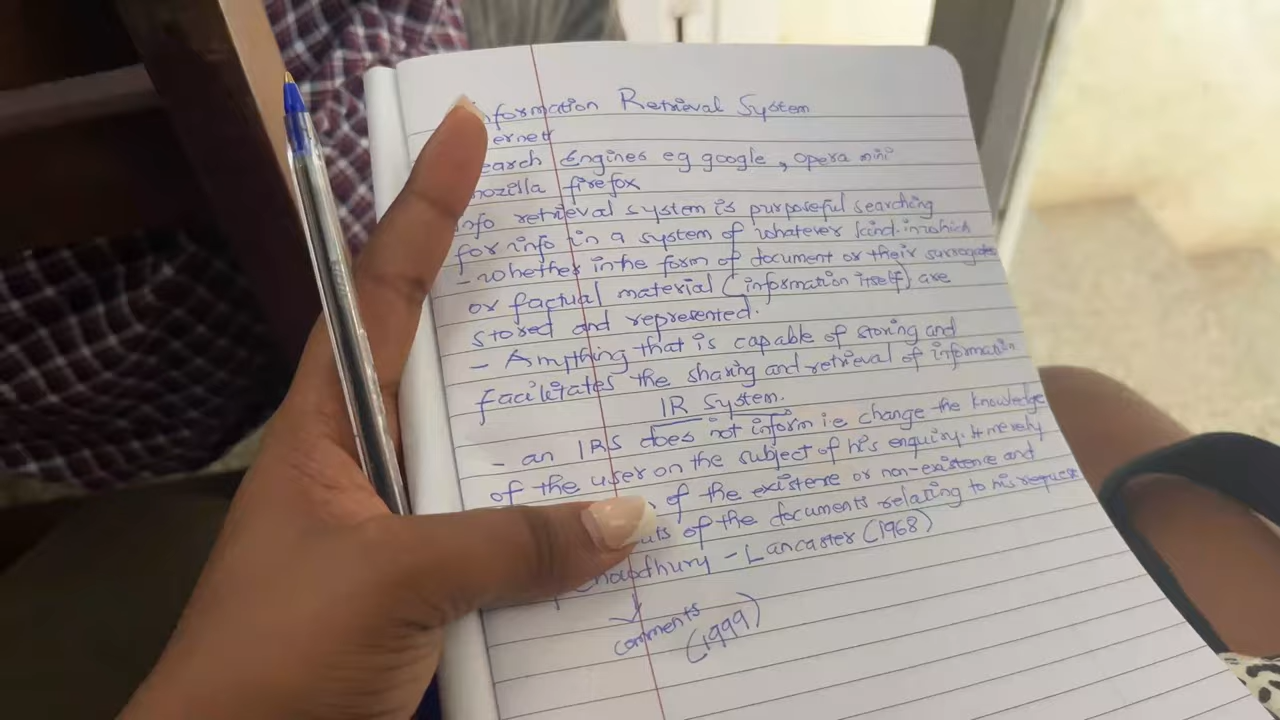 nformation Retrieval System
ernet
earch Engines eg google, opera mini
mozilla firefox
nfo retrieval system is purposeful searching
for info in a system of whatever kind in which
- whether in the form of document or their surrogates
or factual material (information itself) are
stored and represented.
- Anything that is capable of storing and
facilitates the sharing and retrieval of information
IR System.
- an IRS does not inform ie change the knowledge
of the user on the subject of his enquiry. It merely
of the existene or non-existence and
uts of the documents relating to his request
Chaudhury - Lancaster (1968)
comments
(1999)